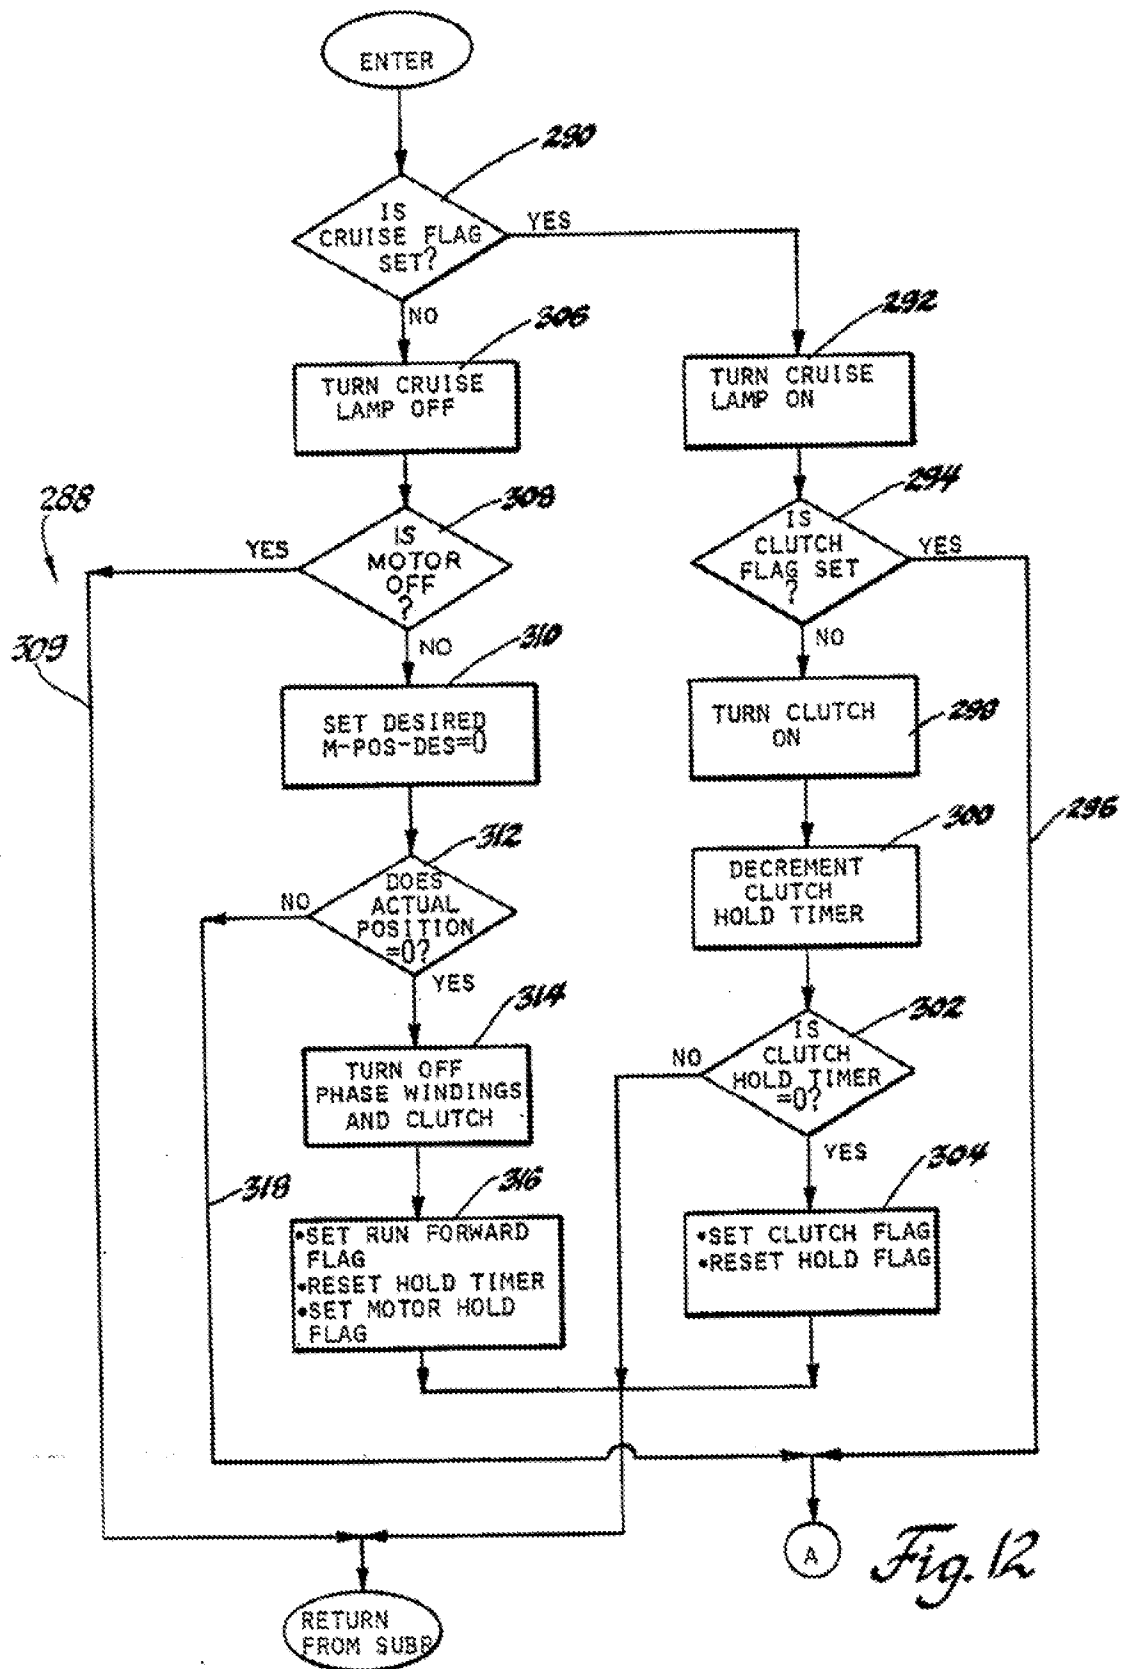 ENTER
290
IS
CRUISE FLAG
SET?
YES
NO
306
TURN CRUISE
LAMP OFF
292
TURN CRUISE
LAMP ON
288
308
IS
MOTOR
OFF
?
YES
NO
294
IS
CLUTCH
FLAG SET
?
YES
NO
309
310
SET DESIRED
M-POS-DES=0
TURN CLUTCH
ON
298
296
312
DOES
ACTUAL
POSITION
=0?
NO
YES
300
DECREMENT
CLUTCH
HOLD TIMER
314
TURN OFF
PHASE WINDINGS
AND CLUTCH
302
IS
CLUTCH
HOLD TIMER
=0?
NO
YES
318
316
•SET RUN FORWARD
FLAG
•RESET HOLD TIMER
•SET MOTOR HOLD
FLAG
304
•SET CLUTCH FLAG
•RESET HOLD FLAG
A
Fig. 12
RETURN
FROM SUBR